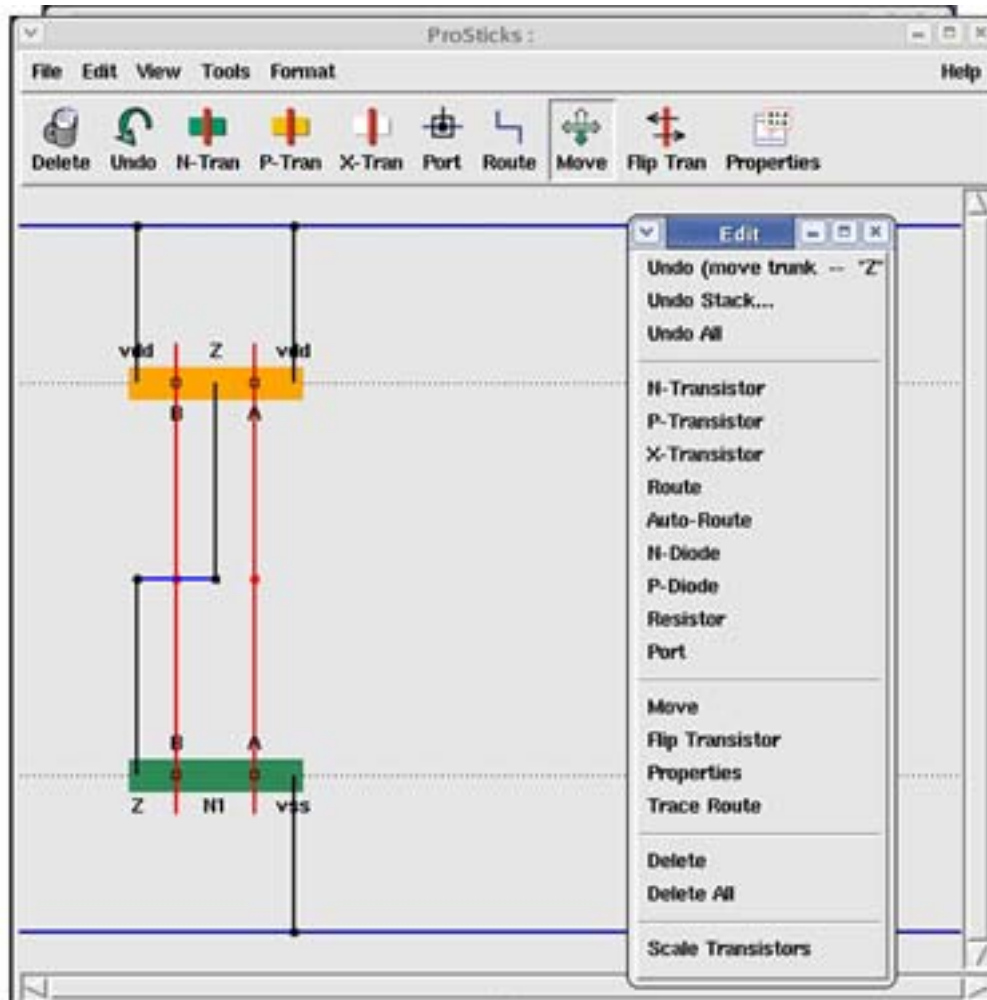 ProSticks :
File Edit View Tools Format Help
Delete Undo N-Tran P-Tran X-Tran Port Route Move Flip Tran Properties
Edit
Undo (move trunk -- "Z"
Undo Stack...
Undo All
N-Transistor
P-Transistor
X-Transistor
Route
Auto-Route
N-Diode
P-Diode
Resistor
Port
Move
Flip Transistor
Properties
Trace Route
Delete
Delete All
Scale Transistors
vdd Z vdd
B A
B A
Z N1 vss